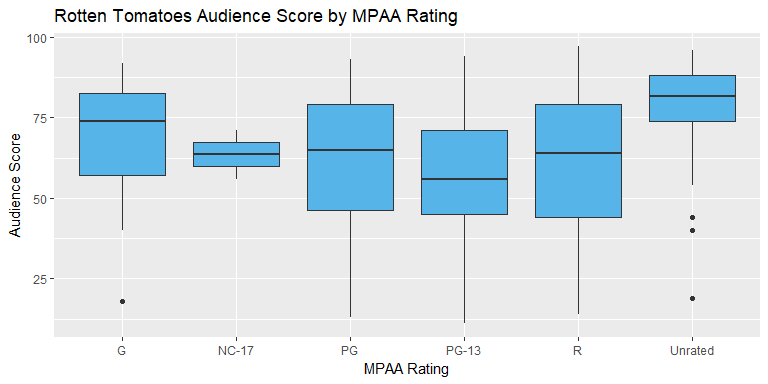 Rotten Tomatoes Audience Score by MPAA Rating
100
75
50
25
Audience Score
G NC-17 PG PG-13 R Unrated
MPAA Rating